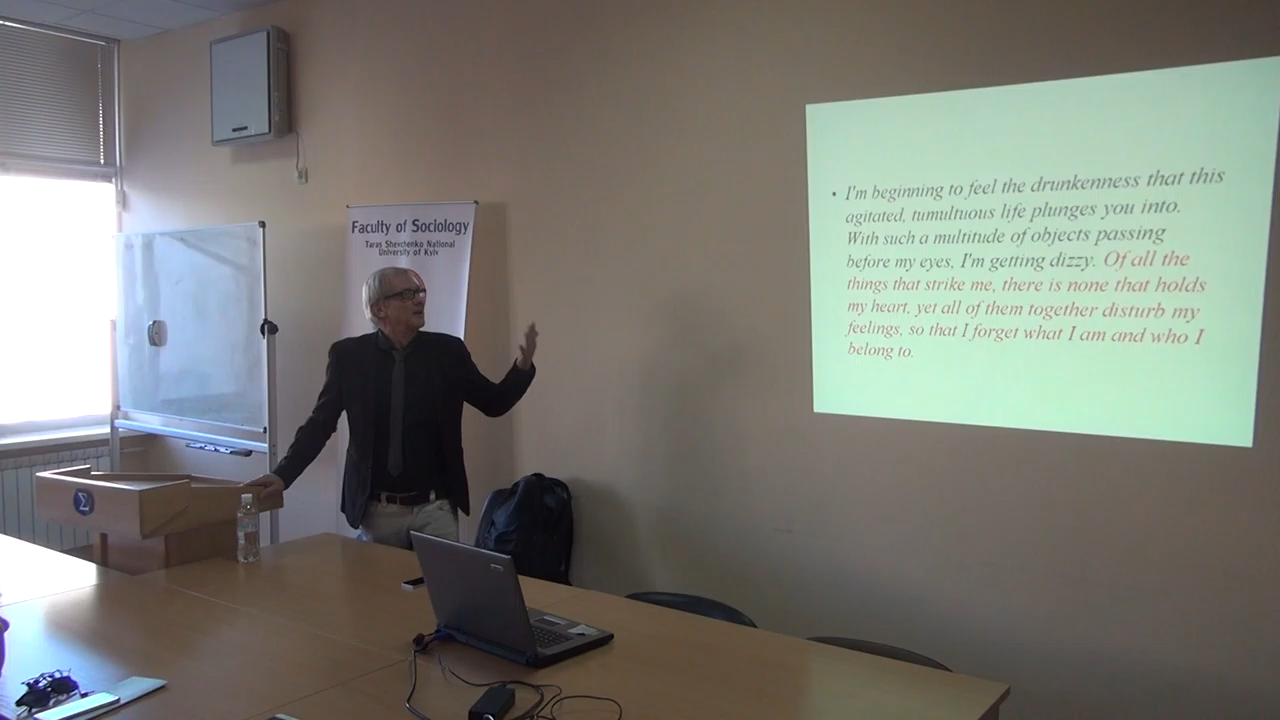 Faculty of Sociology
Taras Shevchenko National
University of Kyiv
Σ
• I'm beginning to feel the drunkenness that this
agitated, tumultuous life plunges you into.
With such a multitude of objects passing
before my eyes, I'm getting dizzy. Of all the
things that strike me, there is none that holds
my heart, yet all of them together disturb my
feelings, so that I forget what I am and who I
belong to.